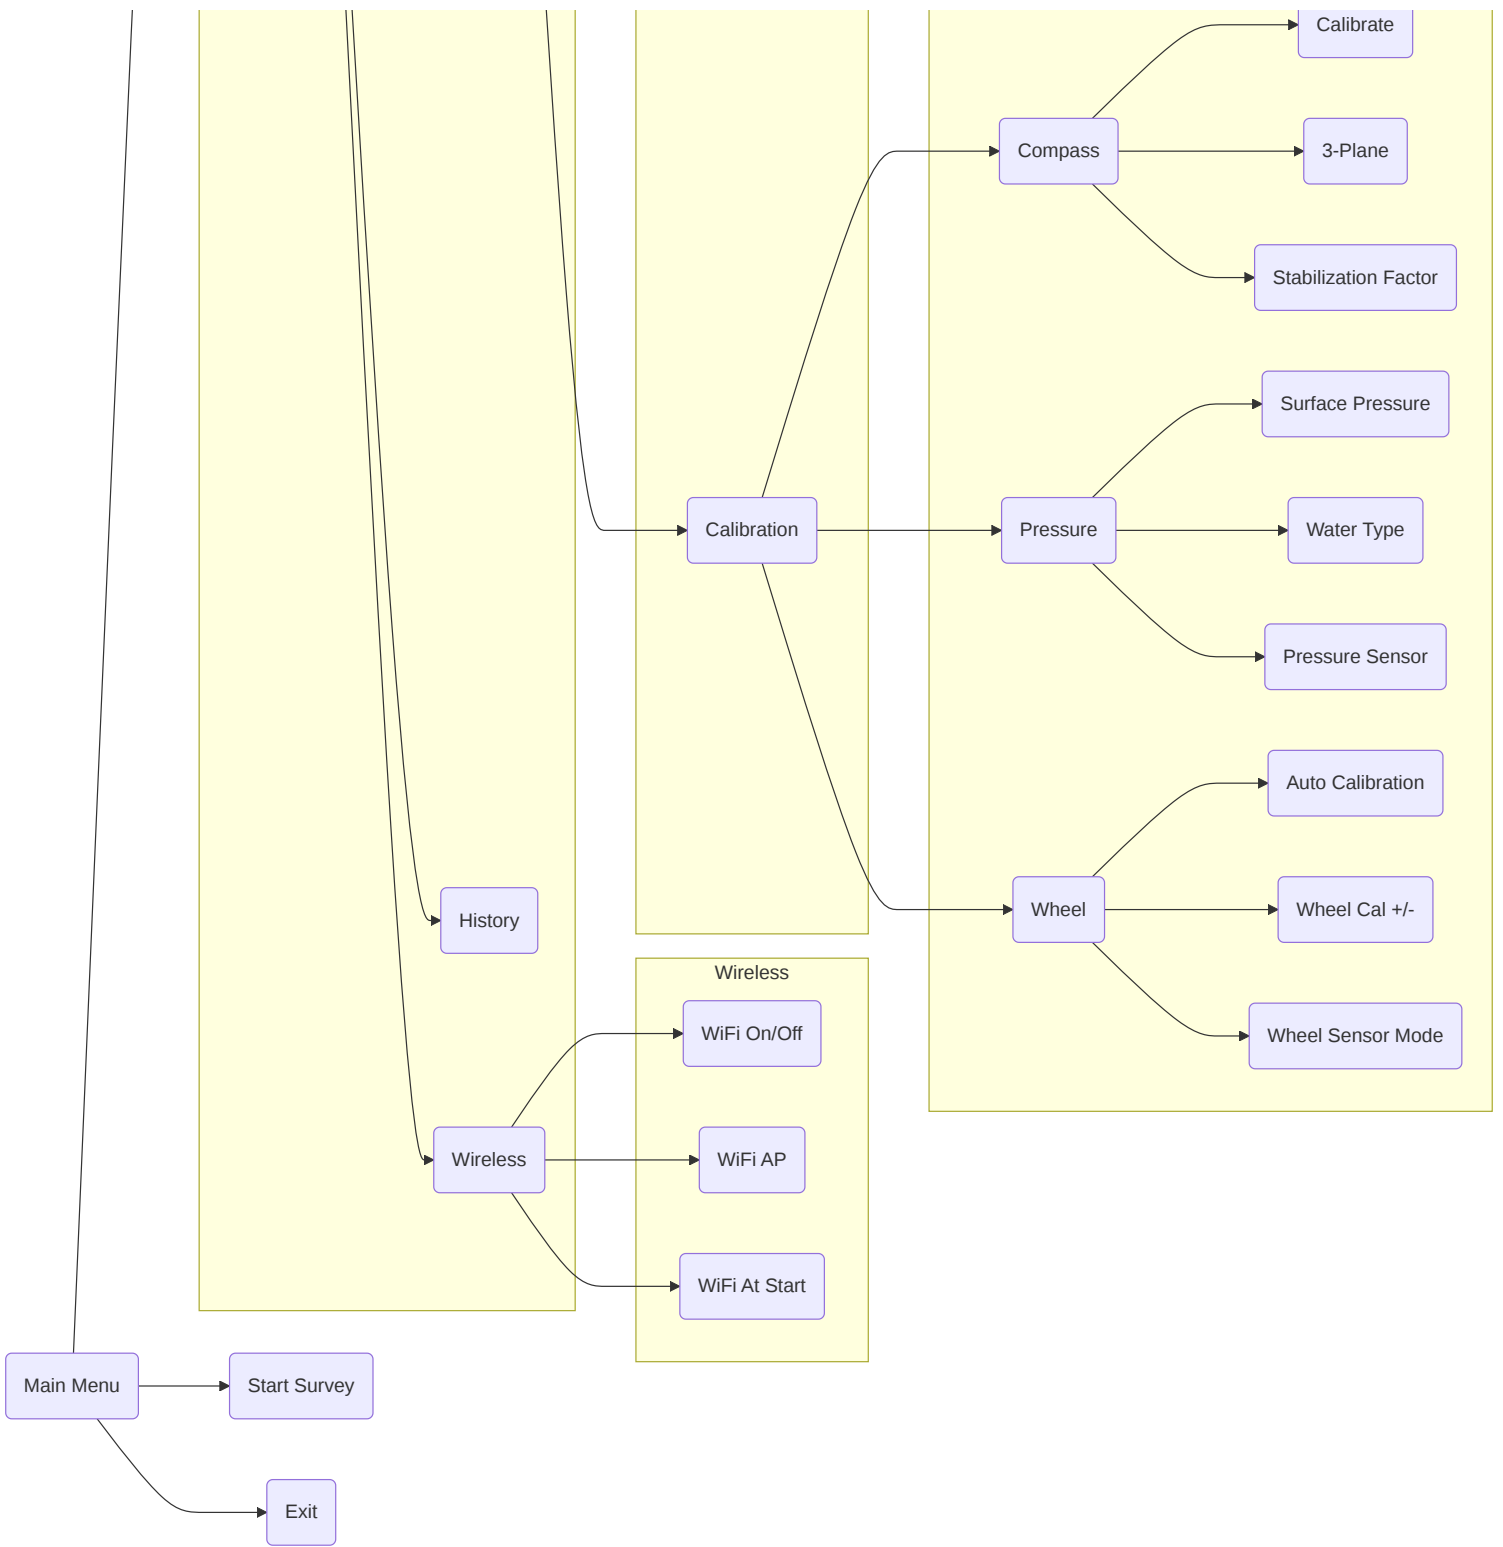 Calibrate
Compass
3-Plane
Stabilization Factor
Surface Pressure
Calibration
Pressure
Water Type
Pressure Sensor
Auto Calibration
History
Wheel
Wheel Cal +/-
Wireless
WiFi On/Off
Wheel Sensor Mode
Wireless
WiFi AP
WiFi At Start
Main Menu
Start Survey
Exit